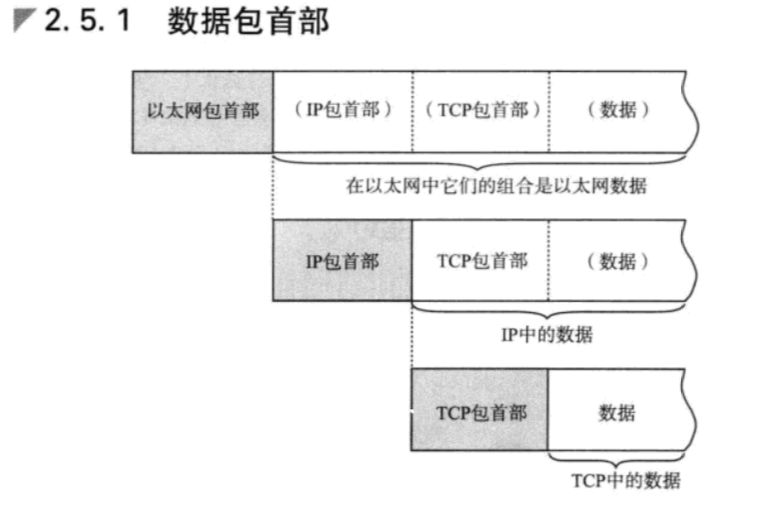 2.5.1 数据包首部
以太网包首部 (IP包首部) (TCP包首部) (数据)
在以太网中它们的组合是以太网数据
IP包首部 TCP包首部 (数据)
IP中的数据
TCP包首部 数据
TCP中的数据